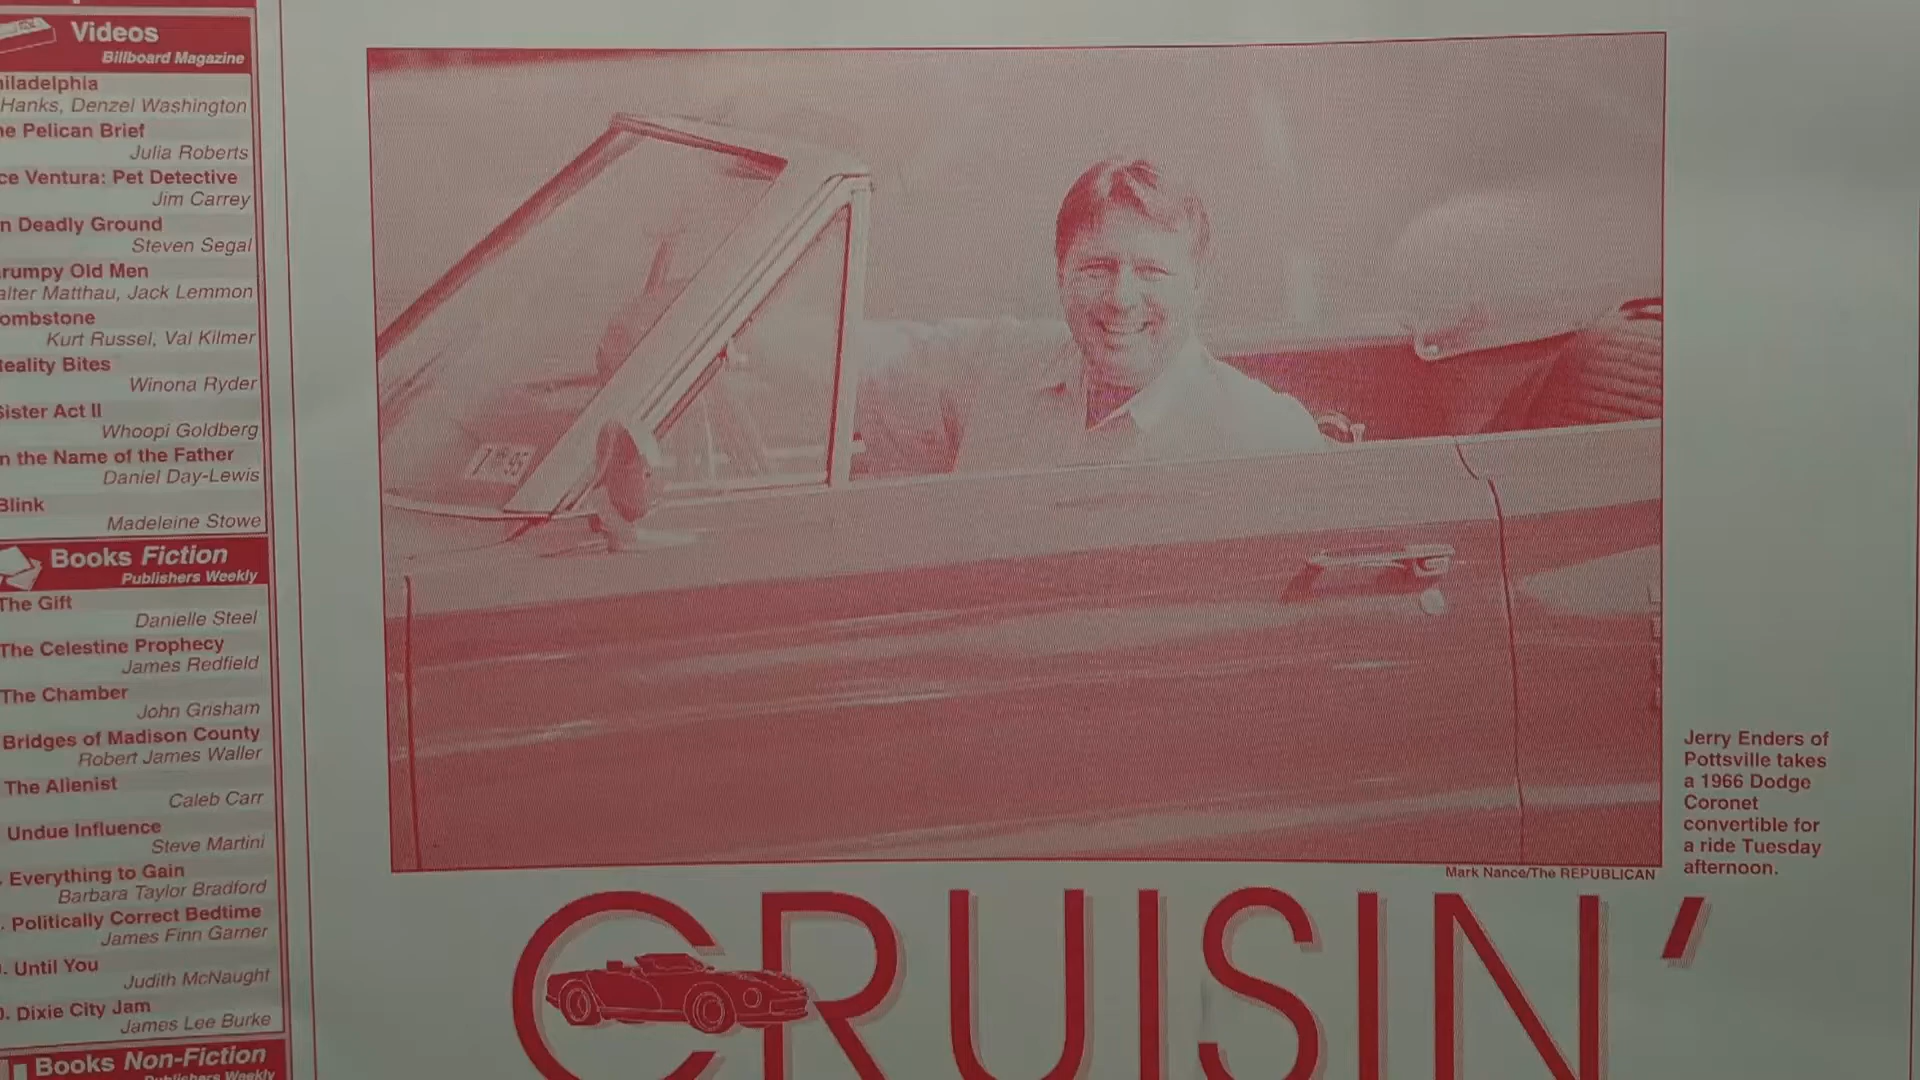 Videos
Billboard Magazine
hiladelphia
Hanks, Denzel Washington
he Pelican Brief
Julia Roberts
ce Ventura: Pet Detective
Jim Carrey
n Deadly Ground
Steven Segal
rumpy Old Men
alter Matthau, Jack Lemmon
ombstone
Kurt Russel, Val Kilmer
Reality Bites
Winona Ryder
Sister Act II
Whoopi Goldberg
n the Name of the Father
Daniel Day-Lewis
Blink
Madeleine Stowe
Books Fiction
Publishers Weekly
The Gift
Danielle Steel
The Celestine Prophecy
James Redfield
The Chamber
John Grisham
Bridges of Madison County
Robert James Waller
The Alienist
Caleb Carr
Undue Influence
Steve Martini
. Everything to Gain
Barbara Taylor Bradford
. Politically Correct Bedtime
James Finn Garner
. Until You
Judith McNaught
0. Dixie City Jam
James Lee Burke
Books Non-Fiction
Publishers Weekly
Jerry Enders of
Pottsville takes
a 1966 Dodge
Coronet
convertible for
a ride Tuesday
afternoon.
Mark Nance/The REPUBLICAN
CRUISIN'